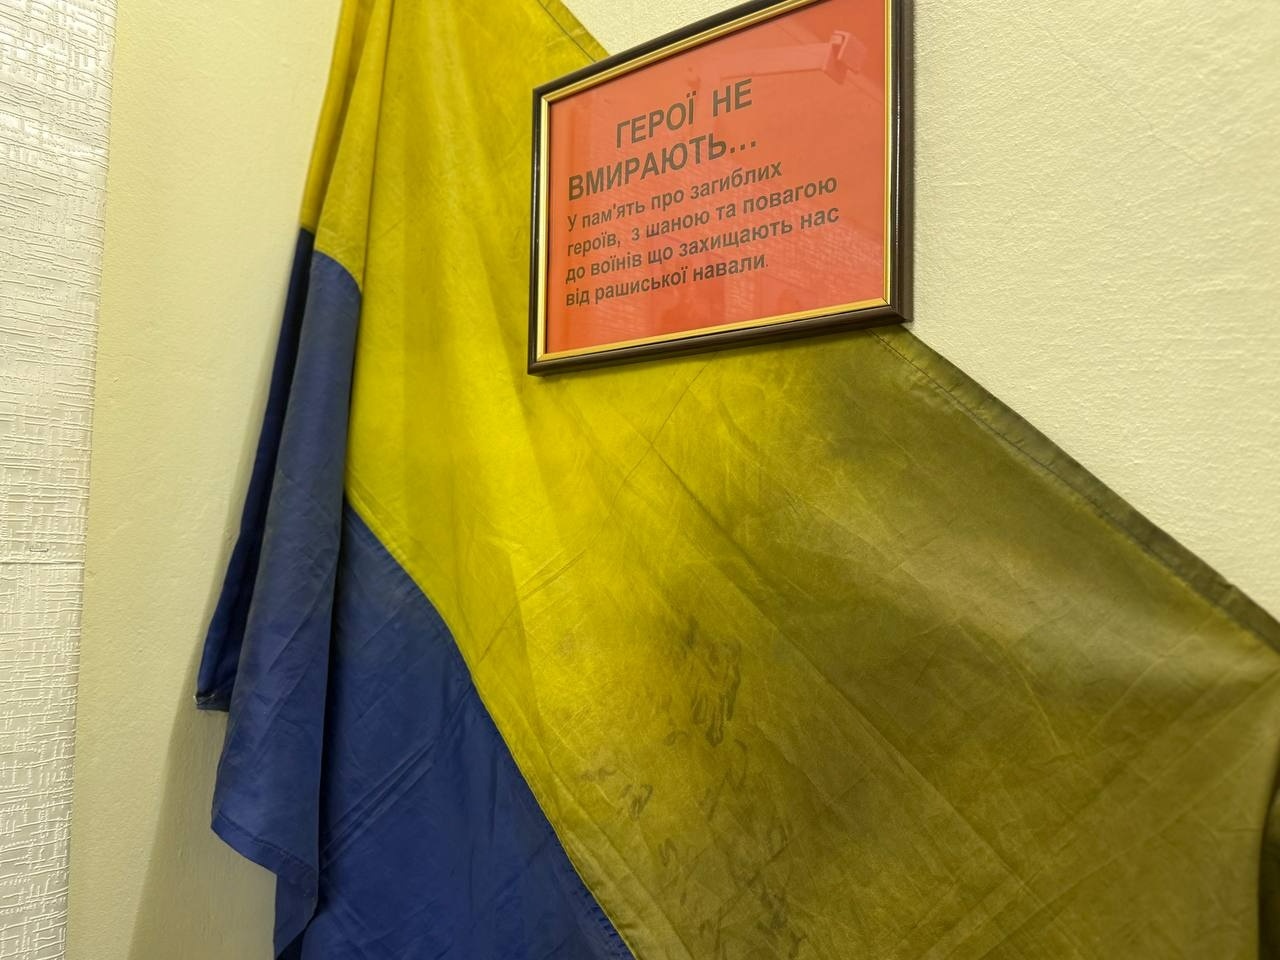 ГЕРОЇ НЕ
ВМИРАЮТЬ...
У пам'ять про загиблих
героїв, з шаною та повагою
до воїнів що захищають нас
від рашиської навали.